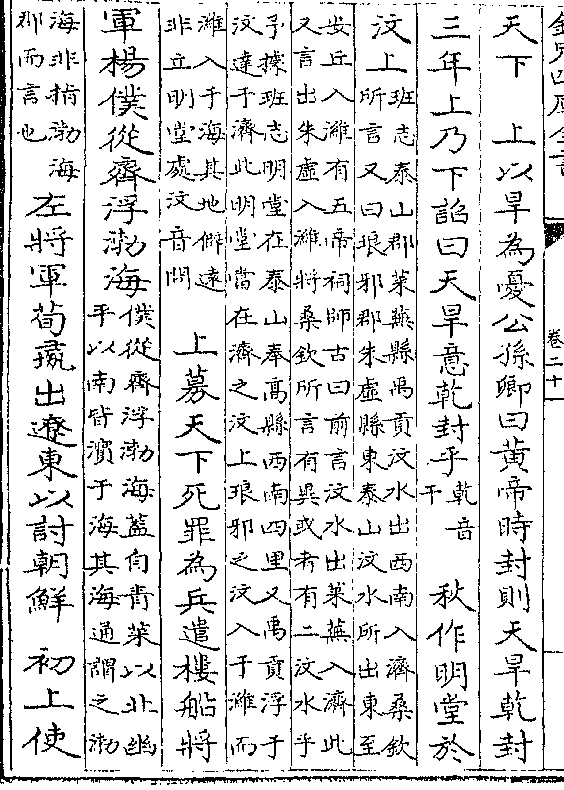 欽定四庫全書
卷二十一
天下　上以旱為憂公孫卿曰黄帝時封則天旱乾封
三年上乃下詔曰天旱意乾封乎
乾音
干
秋作明堂於
汶上
班志泰山郡萊蕪縣禹貢汶水出西南入濟桑欽
所言又曰琅邪郡朱虛縣東泰山汶水所出東至
安丘入濰有五帝祠師古曰前言汶水出萊蕪入濟此
又言出朱虛入濰將桑欽所言有異或者有二汶水乎
予據班志明堂在泰山奉髙縣西南四里又禹貢浮于
汶達于濟此明堂當在濟之汶上琅邪之汶入于濰而
濰入于海其地僻逺
非立明堂處汶音問
上募天下死罪為兵遣樓船將
軍楊僕從齊浮渤海
僕從齊浮渤海蓋自青萊以北幽
平以南皆濱于海其海通謂之渤
海非指渤海
郡而言也
左將軍荀彘出遼東以討朝鮮　初上使